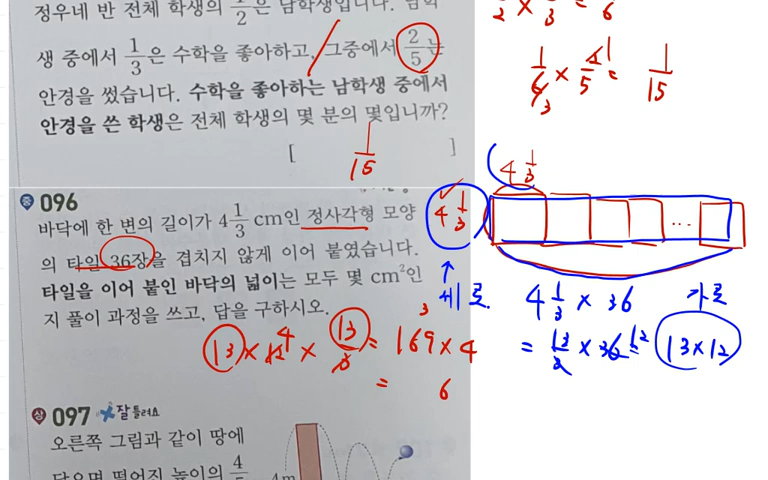 정우네 반 전체 학생의 1/2은 남학생입니다.
생 중에서 1/3은 수학을 좋아하고, 그중에서 2/5는
안경을 썼습니다. 수학을 좋아하는 남학생 중에서
안경을 쓴 학생은 전체 학생의 몇 분의 몇입니까?
[ 1/15 ]
중 096
바닥에 한 변의 길이가 4 1/3 cm인 정사각형 모양
의 타일 36장을 겹치지 않게 이어 붙였습니다.
타일을 이어 붙인 바닥의 넓이는 모두 몇 cm²인
지 풀이 과정을 쓰고, 답을 구하시오.
13 × 12 4 × 13/3 = 169 × 4
3
= 6
상 097 잘 틀려요
오른쪽 그림과 같이 땅에
닿으면 떨어진 높이의 4/5
4m
1/6 3 × 4 1/5 = 1/15
4 1/3
4 1/3
...
↑
세로
4 1/3 × 36 가로
= 13/3 × 36 12 = 13 × 12